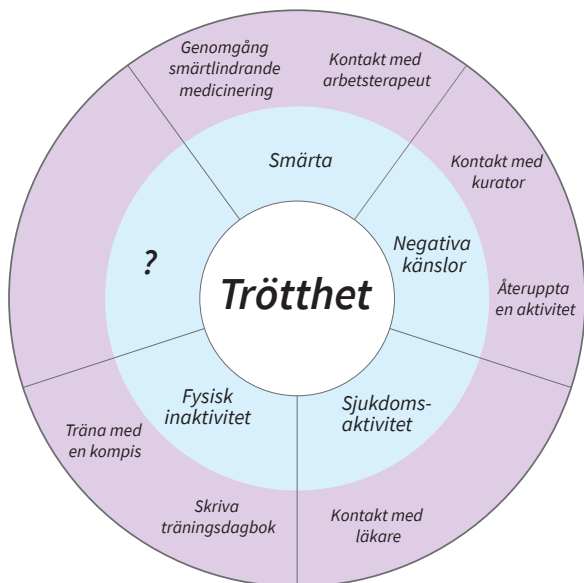 Genomgång
smärtlindrande
medicinering
Kontakt med
arbetsterapeut
Smärta
Kontakt med
kurator
Negativa
känslor
?
Trötthet
Återuppta
en aktivitet
Fysisk
inaktivitet
Sjukdoms-
aktivitet
Träna med
en kompis
Skriva
träningsdagbok
Kontakt med
läkare